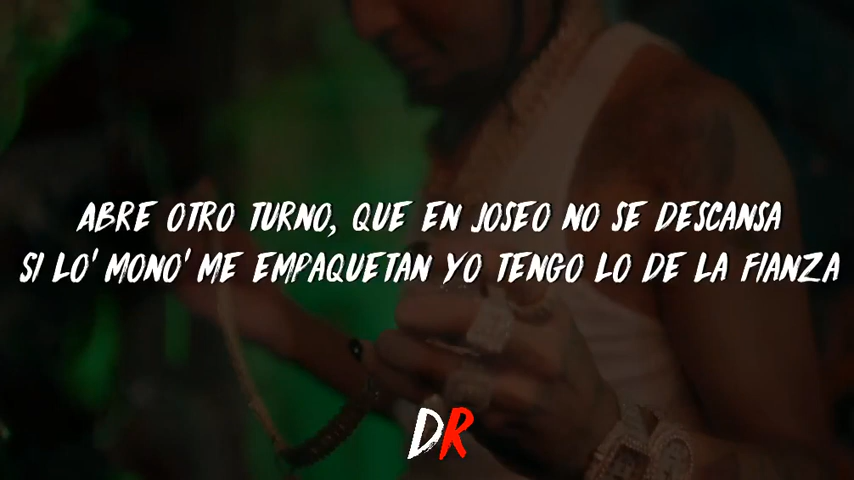 ABRE OTRO TURNO, QUE EN JOSEO NO SE DESCANSA
SI LO' MONO' ME EMPAQUETAN YO TENGO LO DE LA FIANZA
DR